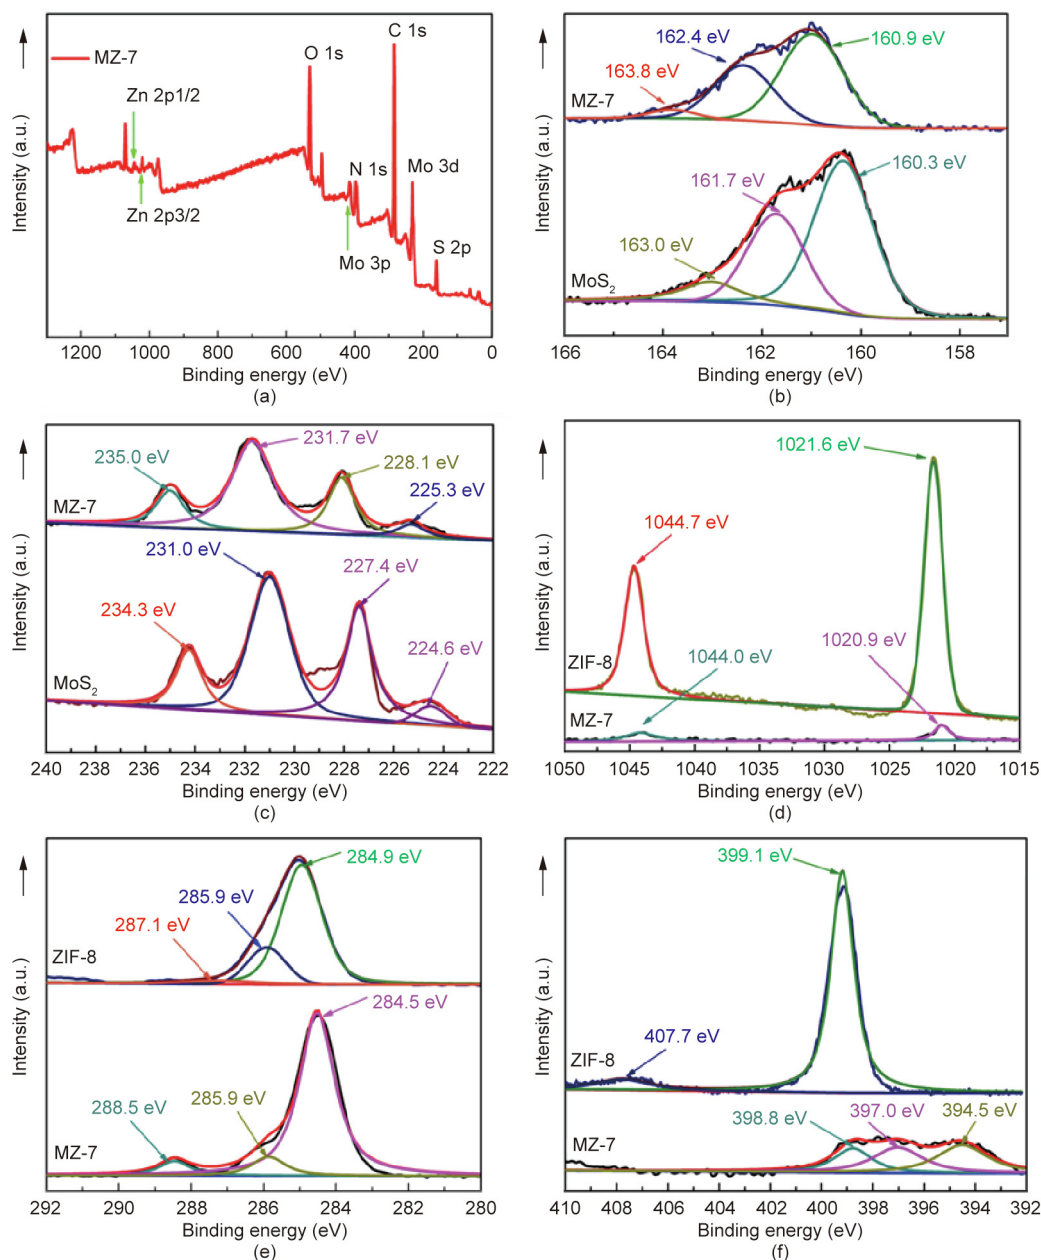 Intensity (a.u.)
MZ-7
Zn 2p1/2
Zn 2p3/2
O 1s
C 1s
N 1s
Mo 3d
Mo 3p
S 2p
1200 1000 800 600 400 200 0
Binding energy (eV)
(a)
Intensity (a.u.)
MZ-7
163.8 eV
162.4 eV
160.9 eV
MoS2
163.0 eV
161.7 eV
160.3 eV
166 164 162 160 158
Binding energy (eV)
(b)
Intensity (a.u.)
MZ-7
235.0 eV
231.7 eV
228.1 eV
225.3 eV
MoS2
234.3 eV
231.0 eV
227.4 eV
224.6 eV
240 238 236 234 232 230 228 226 224 222
Binding energy (eV)
(c)
Intensity (a.u.)
1021.6 eV
1044.7 eV
ZIF-8
1044.0 eV
1020.9 eV
MZ-7
1050 1045 1040 1035 1030 1025 1020 1015
Binding energy (eV)
(d)
Intensity (a.u.)
284.9 eV
285.9 eV
287.1 eV
ZIF-8
284.5 eV
285.9 eV
288.5 eV
MZ-7
292 290 288 286 284 282 280
Binding energy (eV)
(e)
Intensity (a.u.)
399.1 eV
407.7 eV
ZIF-8
398.8 eV
397.0 eV
394.5 eV
MZ-7
410 408 406 404 402 400 398 396 394 392
Binding energy (eV)
(f)